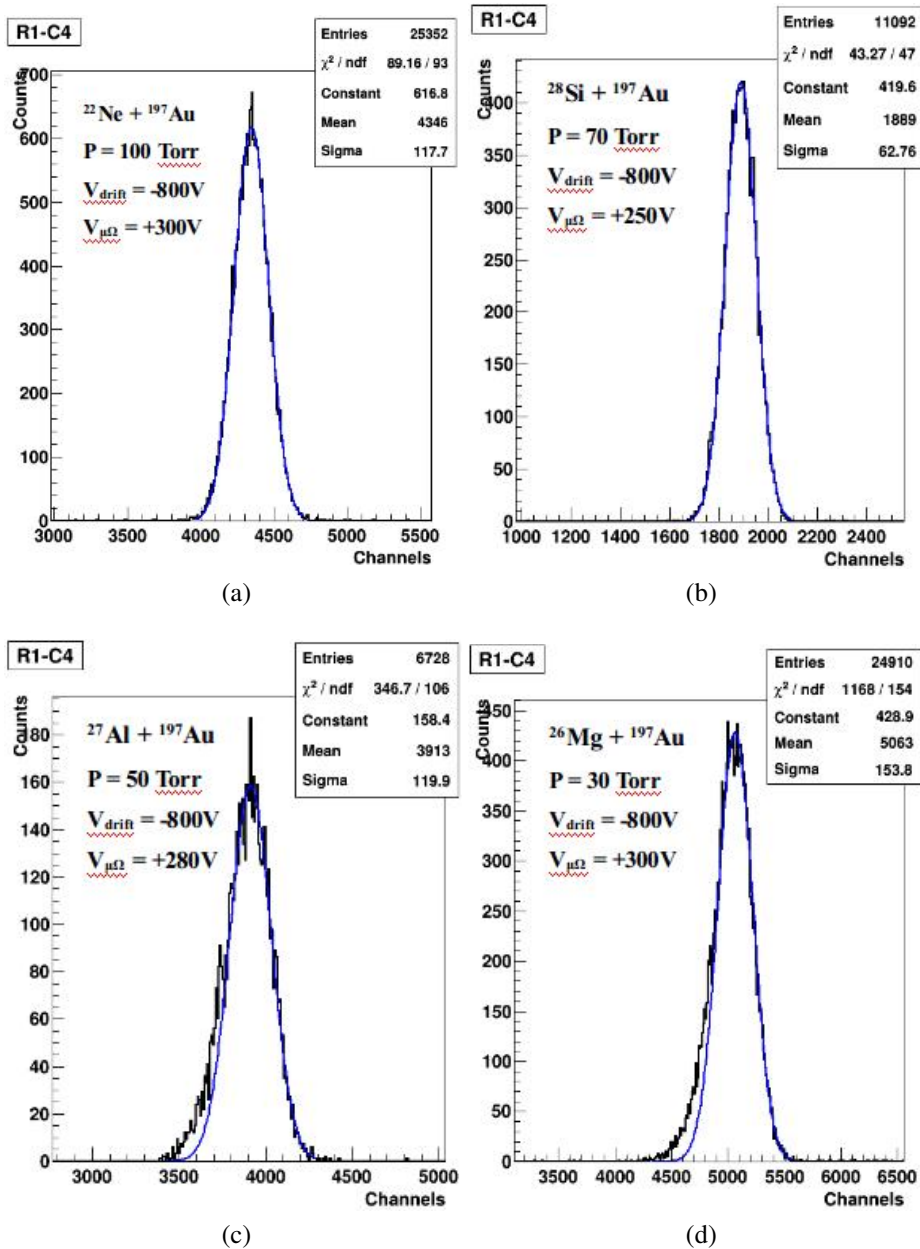 R1-C4
Entries 25352
χ² / ndf 89.16 / 93
Constant 616.8
Mean 4346
Sigma 117.7
Counts
²²Ne + ¹⁹⁷Au
P = 100 Torr
V_drift = -800V
V_μΩ = +300V
700
600
500
400
300
200
100
0
3000 3500 4000 4500 5000 5500
Channels
(a)
R1-C4
Entries 11092
χ² / ndf 43.27 / 47
Constant 419.6
Mean 1889
Sigma 62.76
Counts
²⁸Si + ¹⁹⁷Au
P = 70 Torr
V_drift = -800V
V_μΩ = +250V
400
350
300
250
200
150
100
50
0
1000 1200 1400 1600 1800 2000 2200 2400
Channels
(b)
R1-C4
Entries 6728
χ² / ndf 346.7 / 106
Constant 158.4
Mean 3913
Sigma 119.9
Counts
²⁷Al + ¹⁹⁷Au
P = 50 Torr
V_drift = -800V
V_μΩ = +280V
180
160
140
120
100
80
60
40
20
0
3000 3500 4000 4500 5000
Channels
(c)
R1-C4
Entries 24910
χ² / ndf 1168 / 154
Constant 428.9
Mean 5063
Sigma 153.8
Counts
²⁶Mg + ¹⁹⁷Au
P = 30 Torr
V_drift = -800V
V_μΩ = +300V
450
400
350
300
250
200
150
100
50
0
3500 4000 4500 5000 5500 6000 6500
Channels
(d)